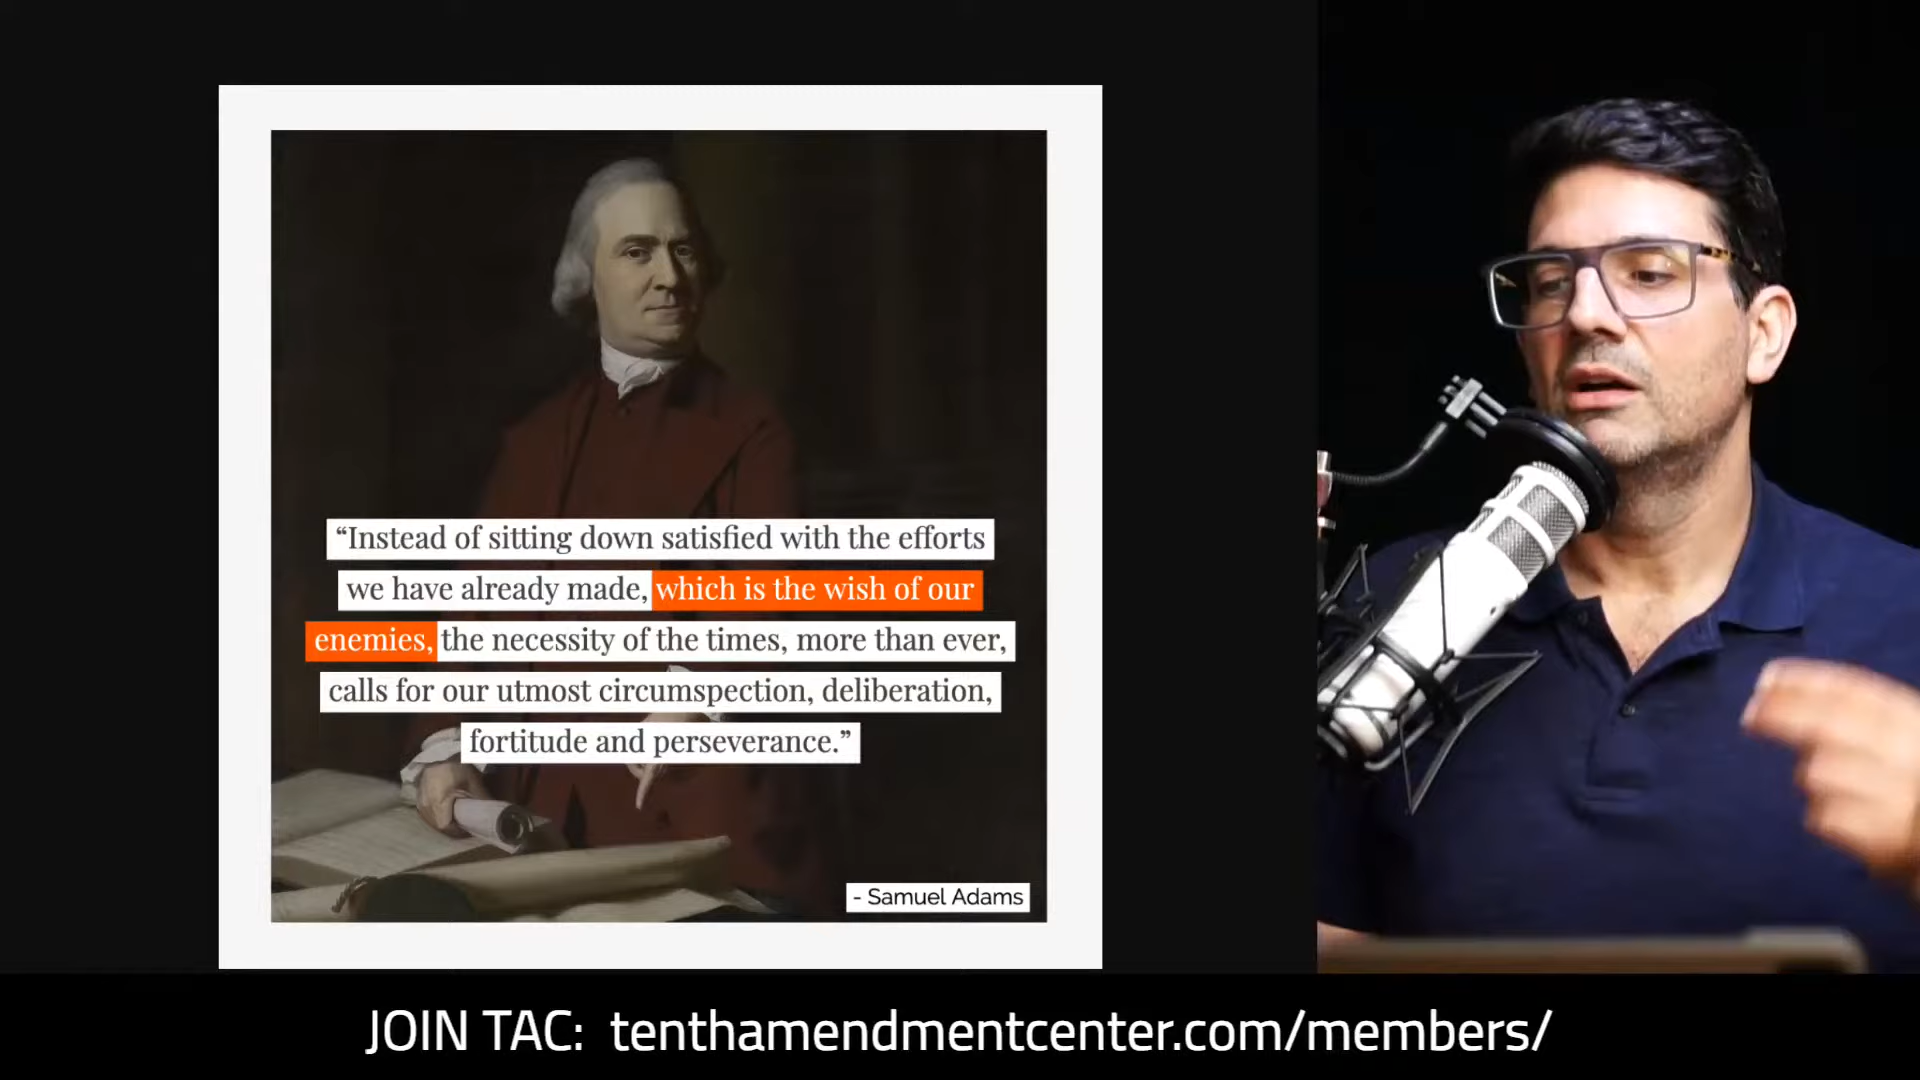 “Instead of sitting down satisfied with the efforts
we have already made, which is the wish of our
enemies, the necessity of the times, more than ever,
calls for our utmost circumspection, deliberation,
fortitude and perseverance.”
- Samuel Adams
JOIN TAC: tenthamendmentcenter.com/members/